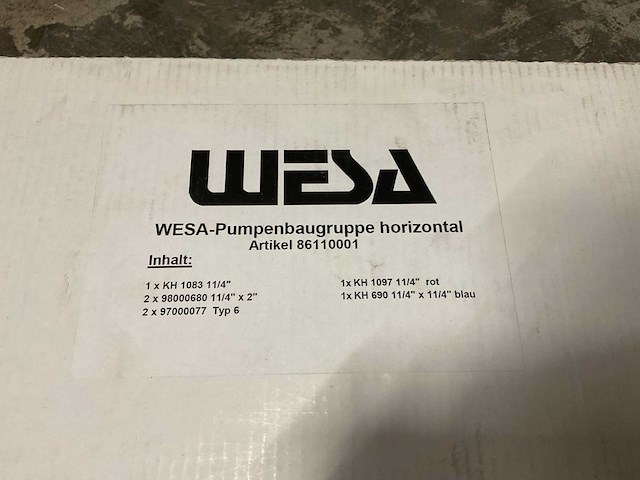 WESA
WESA-Pumpenbaugruppe horizontal
Artikel 86110001
Inhalt:
1 x KH 1083 11/4" 1x KH 1097 11/4" rot
2 x 98000680 11/4" x 2" 1x KH 690 11/4" x 11/4" blau
2 x 97000077 Typ 6